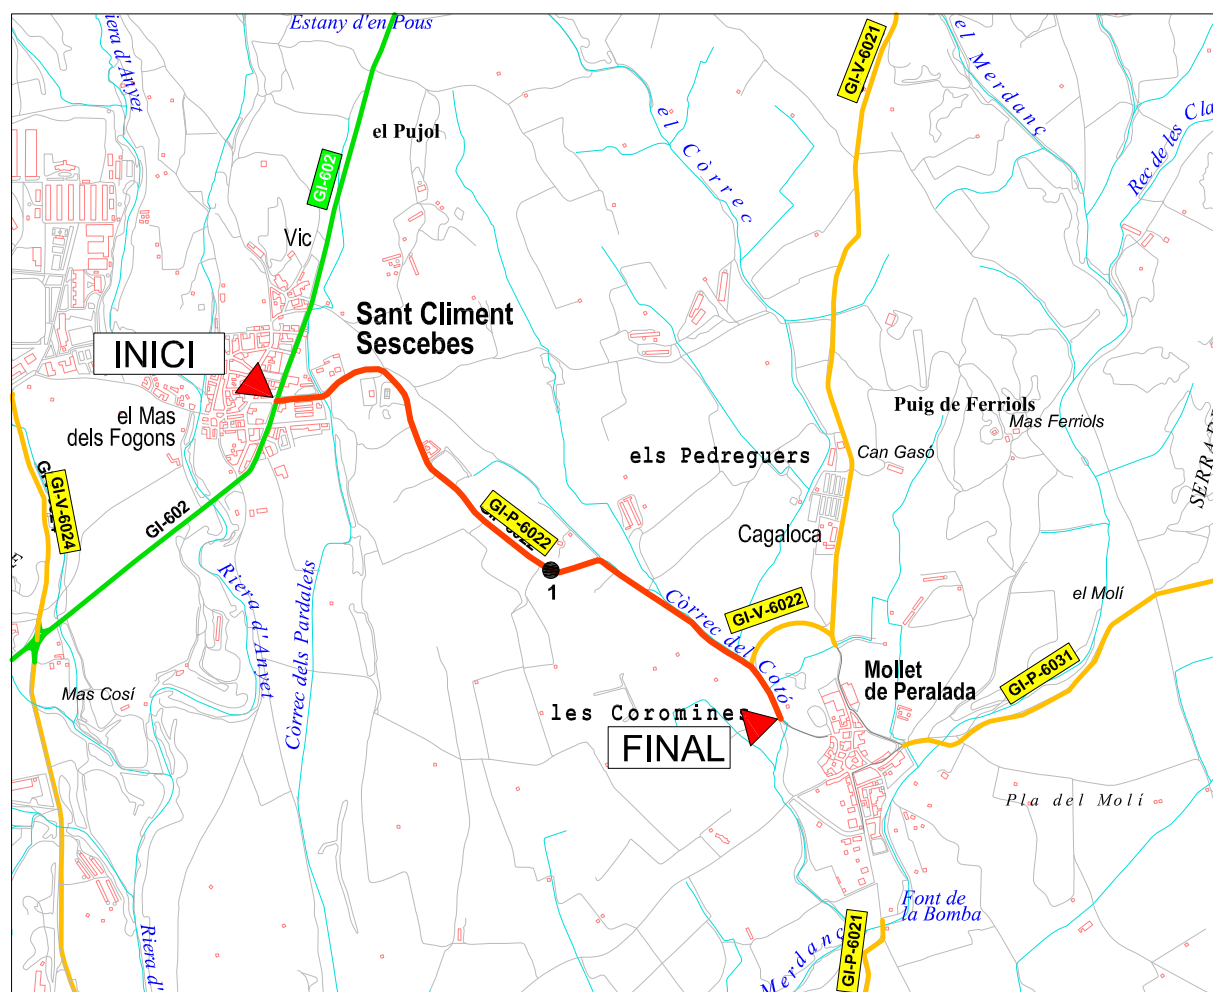 Estany d'en Pous
Riera d'Anyet
GI-V-6021
el Merdanç
Rec de les Cla
el Còrrec
el Pujol
GI-602
Vic
Sant Climent
Sescebes
INICI
el Mas
dels Fogons
Puig de Ferriols
Mas Ferriols
SERRA DE
els Pedreguers
Can Gasó
GI-V-6024
GI-602
GI-P-6022
Cagaloca
1
Riera d'Anyet
Còrrec dels Pardalets
Còrrec del Cotó
GI-V-6022
el Molí
Mollet
de Peralada
GI-P-6031
Mas Cosí
les Coromines
FINAL
Pla del Molí
Font de
la Bomba
Merdanç
GI-P-6021
Riera d'